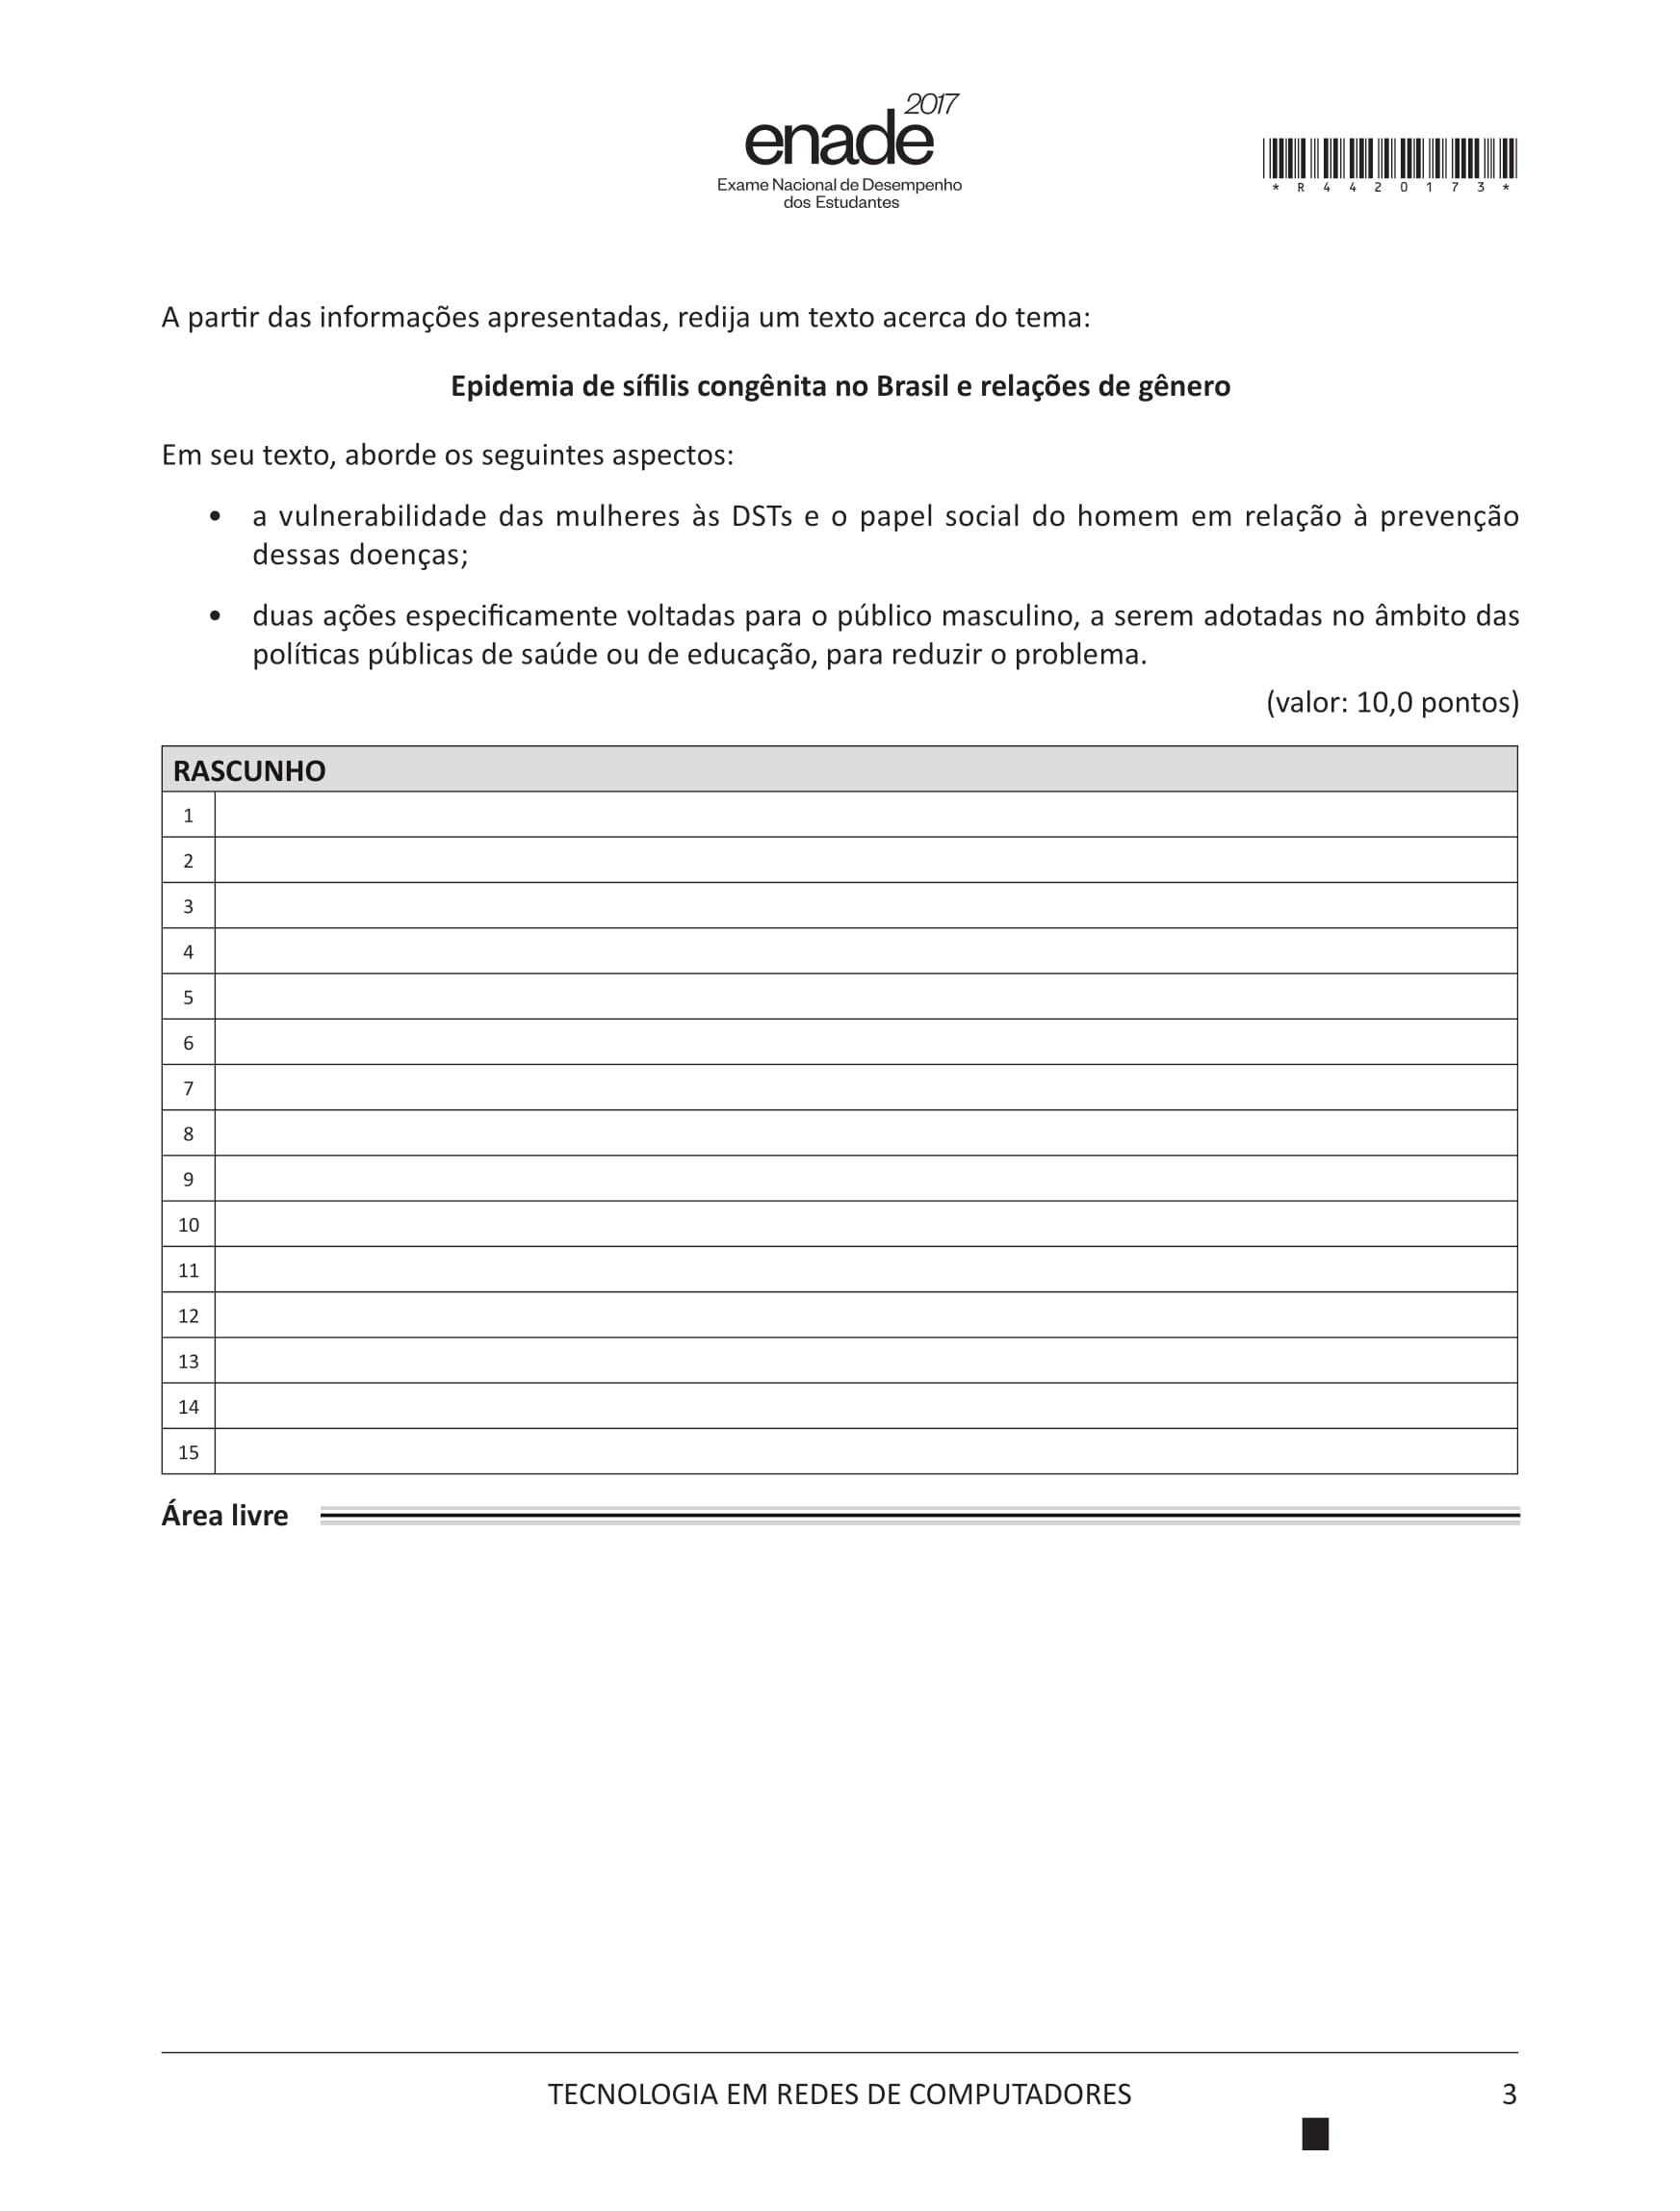 2017
enade
Exame Nacional de Desempenho
dos Estudantes
*R4420173*
A partir das informações apresentadas, redija um texto acerca do tema:
Epidemia de sífilis congênita no Brasil e relações de gênero
Em seu texto, aborde os seguintes aspectos:
• a vulnerabilidade das mulheres às DSTs e o papel social do homem em relação à prevenção
dessas doenças;
• duas ações especificamente voltadas para o público masculino, a serem adotadas no âmbito das
políticas públicas de saúde ou de educação, para reduzir o problema.
(valor: 10,0 pontos)
RASCUNHO
1
2
3
4
5
6
7
8
9
10
11
12
13
14
15
Área livre
TECNOLOGIA EM REDES DE COMPUTADORES 3